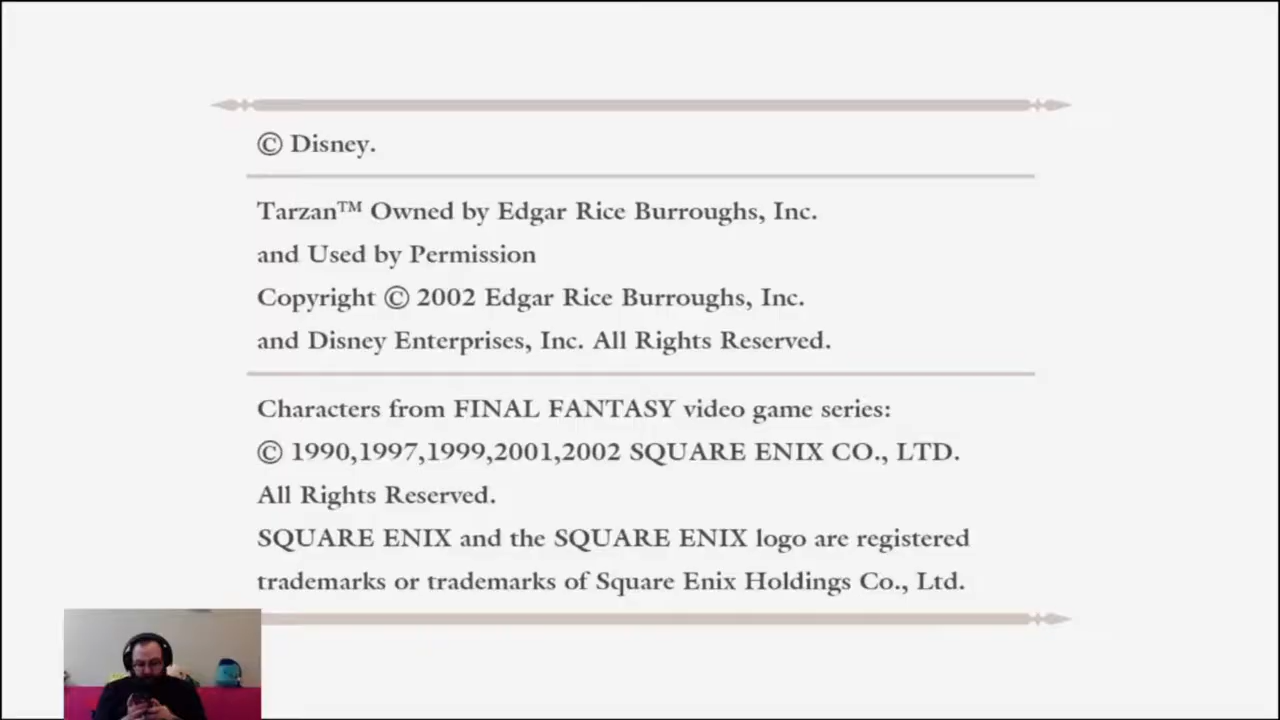 © Disney.
Tarzan™ Owned by Edgar Rice Burroughs, Inc.
and Used by Permission
Copyright © 2002 Edgar Rice Burroughs, Inc.
and Disney Enterprises, Inc. All Rights Reserved.
Characters from FINAL FANTASY video game series:
© 1990,1997,1999,2001,2002 SQUARE ENIX CO., LTD.
All Rights Reserved.
SQUARE ENIX and the SQUARE ENIX logo are registered
trademarks or trademarks of Square Enix Holdings Co., Ltd.